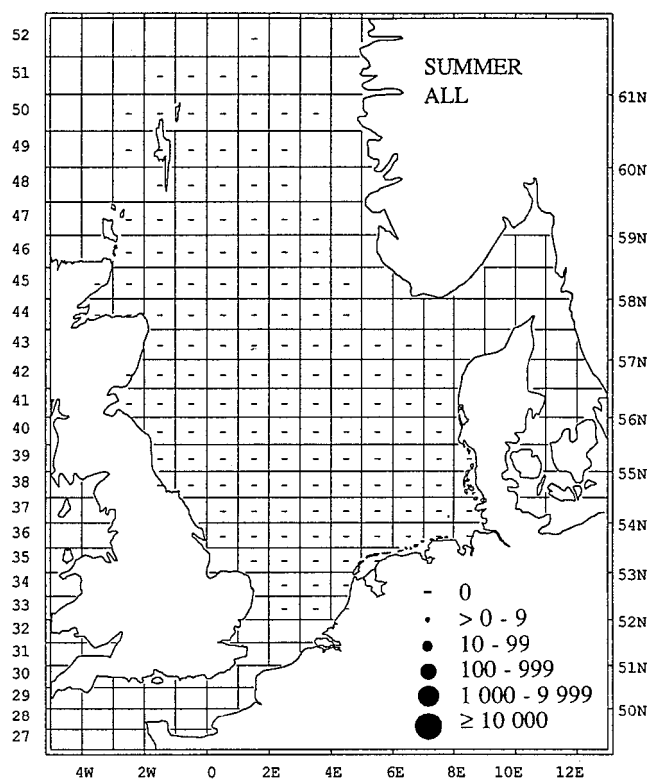 SUMMER
ALL
52
51
50
49
48
47
46
45
44
43
42
41
40
39
38
37
36
35
34
33
32
31
30
29
28
27
61N
60N
59N
58N
57N
56N
55N
54N
53N
52N
51N
50N
- 0
> 0 - 9
10 - 99
100 - 999
1 000 - 9 999
≥ 10 000
4W 2W 0 2E 4E 6E 8E 10E 12E